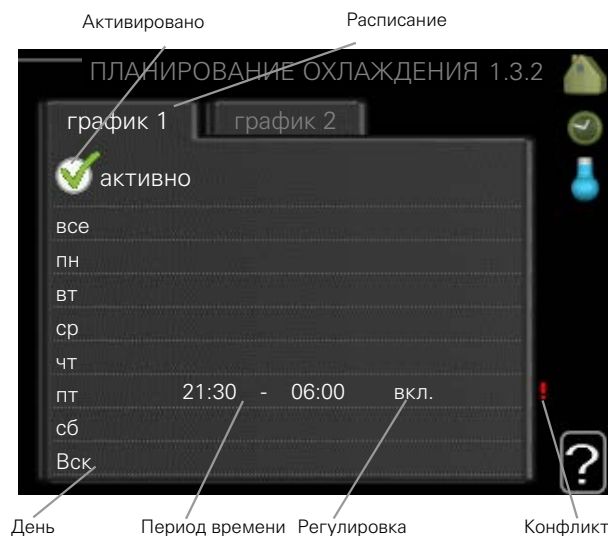 Активировано Расписание
ПЛАНИРОВАНИЕ ОХЛАЖДЕНИЯ 1.3.2
график 1 график 2
активно
все
пн
вт
ср
чт
пт 21:30 - 06:00 вкл. !
сб
Вск
?
День Период времени Регулировка Конфликт